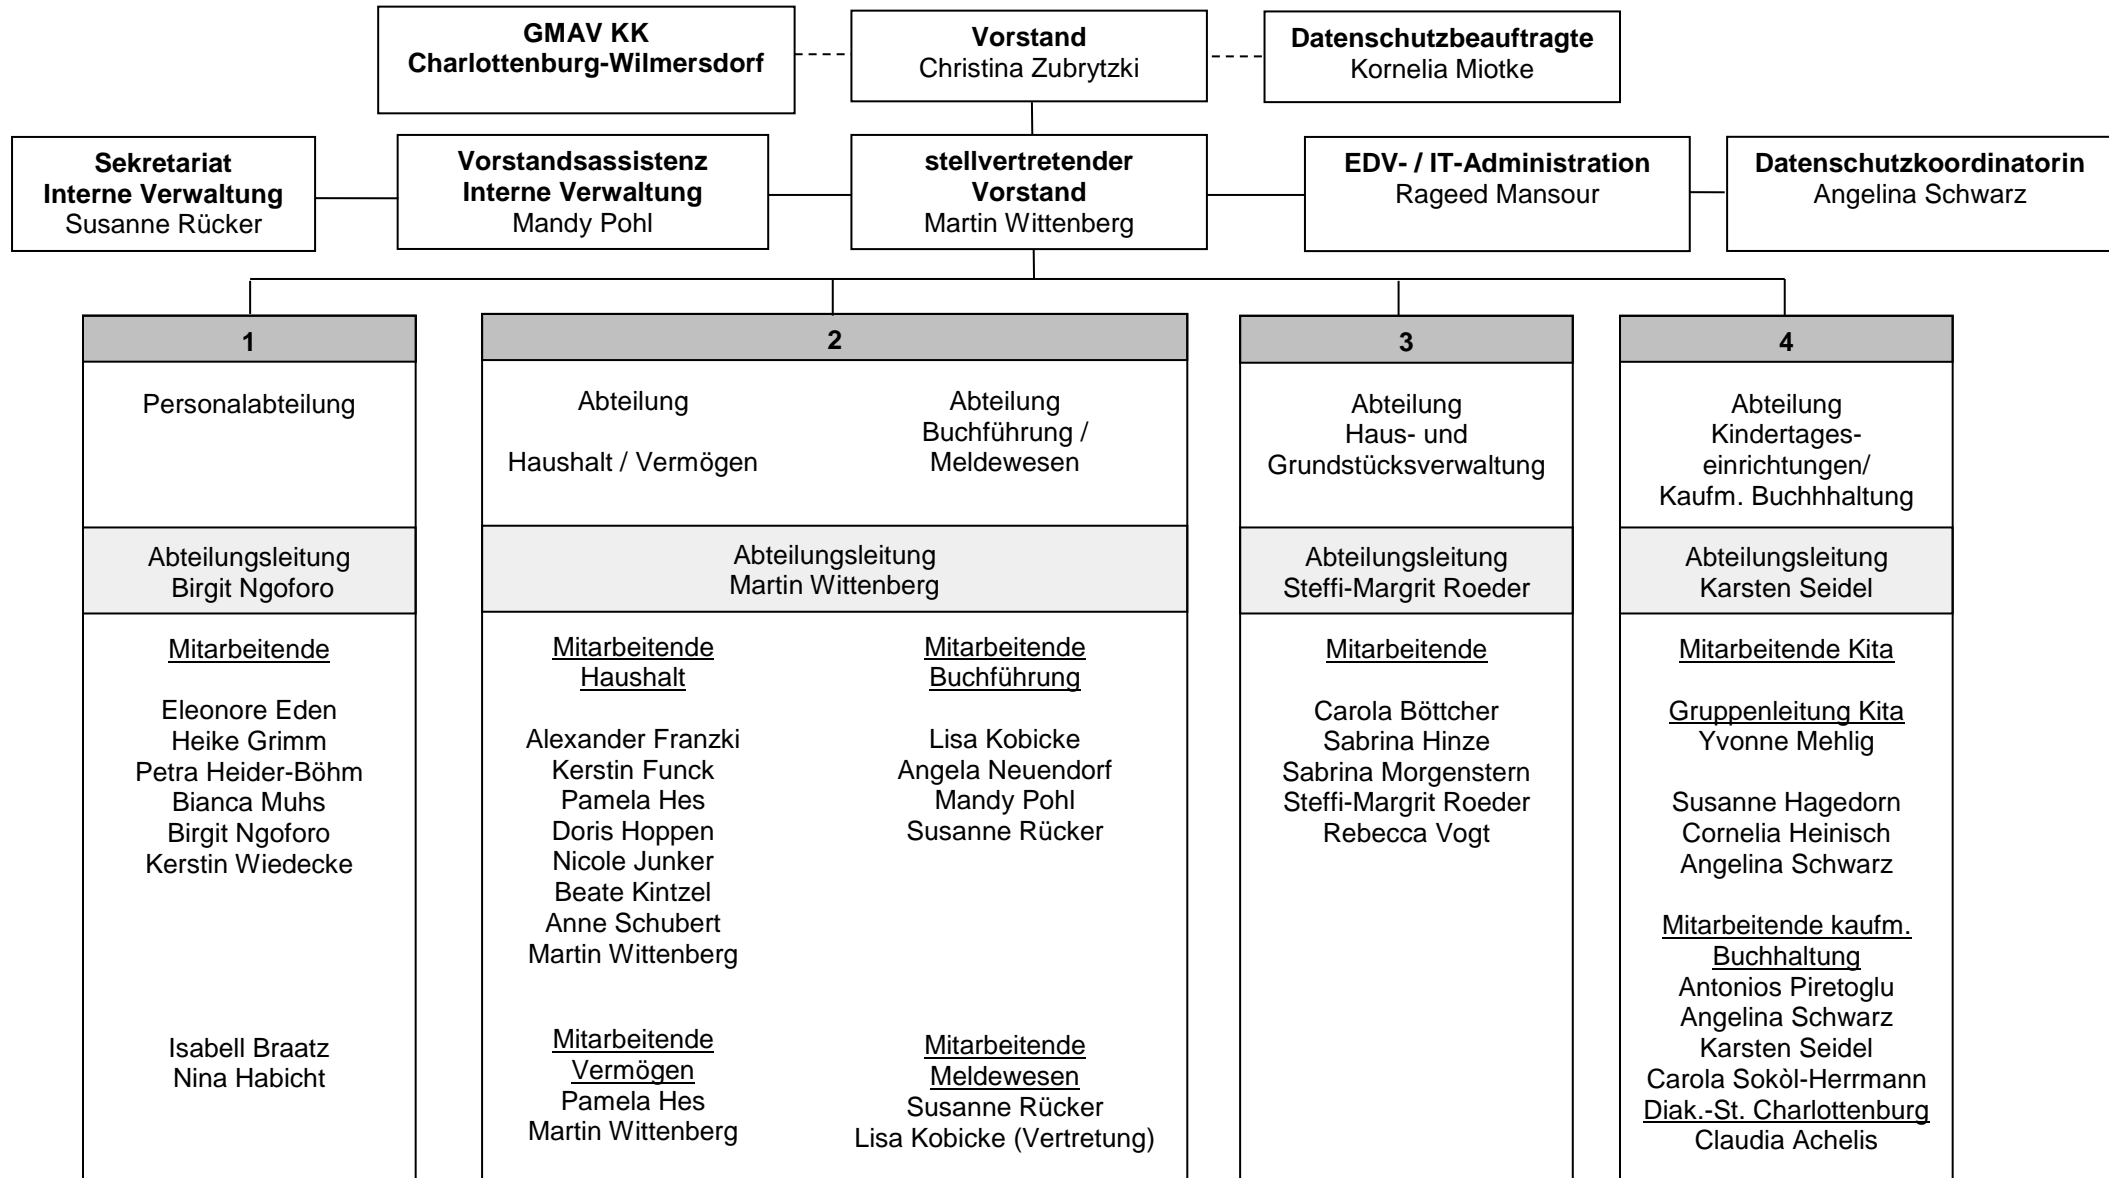 GMAV KK
Charlottenburg-Wilmersdorf
Vorstand
Christina Zubrytzki
Datenschutzbeauftragte
Kornelia Miotke
Sekretariat
Interne Verwaltung
Susanne Rücker
Vorstandsassistenz
Interne Verwaltung
Mandy Pohl
stellvertretender
Vorstand
Martin Wittenberg
EDV- / IT-Administration
Rageed Mansour
Datenschutzkoordinatorin
Angelina Schwarz
1
Personalabteilung
Abteilungsleitung
Birgit Ngoforo
Mitarbeitende
Eleonore Eden
Heike Grimm
Petra Heider-Böhm
Bianca Muhs
Birgit Ngoforo
Kerstin Wiedecke
Isabell Braatz
Nina Habicht
2
Abteilung
Haushalt / Vermögen
Abteilung
Buchführung /
Meldewesen
Abteilungsleitung
Martin Wittenberg
Mitarbeitende
Haushalt
Alexander Franzki
Kerstin Funck
Pamela Hes
Doris Hoppen
Nicole Junker
Beate Kintzel
Anne Schubert
Martin Wittenberg
Mitarbeitende
Vermögen
Pamela Hes
Martin Wittenberg
Mitarbeitende
Buchführung
Lisa Kobicke
Angela Neuendorf
Mandy Pohl
Susanne Rücker
Mitarbeitende
Meldewesen
Susanne Rücker
Lisa Kobicke (Vertretung)
3
Abteilung
Haus- und
Grundstücksverwaltung
Abteilungsleitung
Steffi-Margrit Roeder
Mitarbeitende
Carola Böttcher
Sabrina Hinze
Sabrina Morgenstern
Steffi-Margrit Roeder
Rebecca Vogt
4
Abteilung
Kindertages-
einrichtungen/
Kaufm. Buchhhaltung
Abteilungsleitung
Karsten Seidel
Mitarbeitende Kita
Gruppenleitung Kita
Yvonne Mehlig
Susanne Hagedorn
Cornelia Heinisch
Angelina Schwarz
Mitarbeitende kaufm.
Buchhaltung
Antonios Piretoglu
Angelina Schwarz
Karsten Seidel
Carola Sokòl-Herrmann
Diak.-St. Charlottenburg
Claudia Achelis